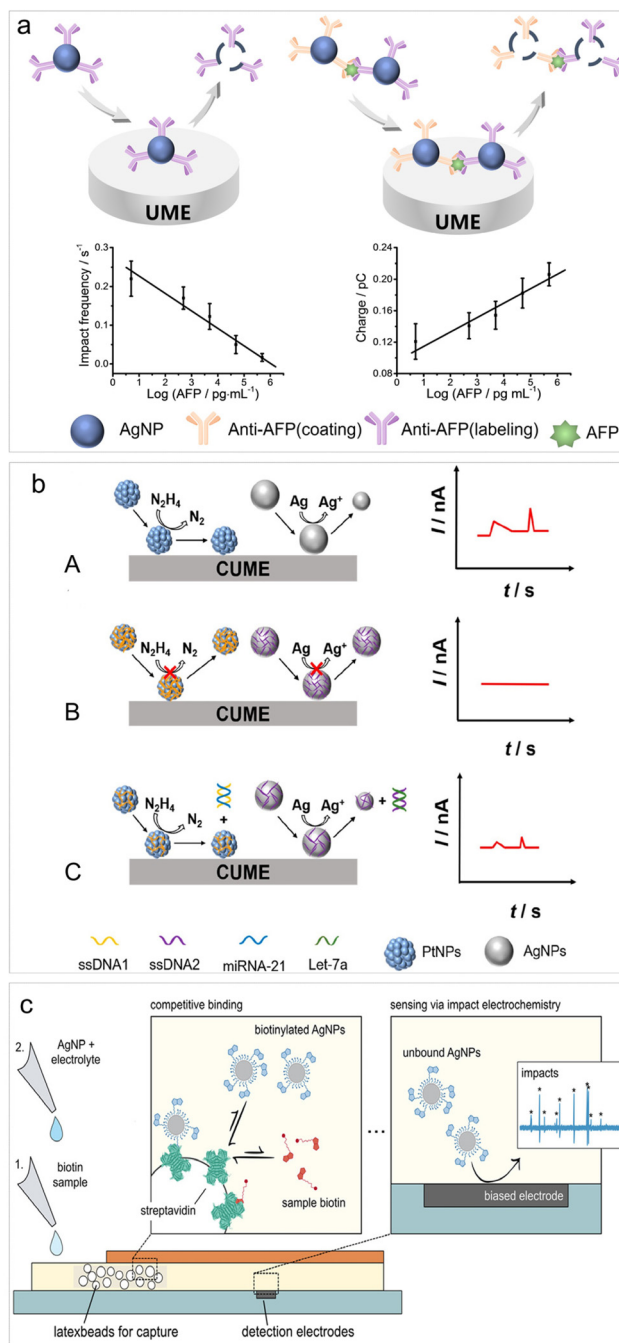 a
UME
UME
Impact frequency / s⁻¹
0.3
0.2
0.1
0.0
0 1 2 3 4 5 6
Log (AFP / pg·mL⁻¹)
Charge / pC
0.24
0.20
0.16
0.12
0.08
0 1 2 3 4 5 6
Log (AFP / pg mL⁻¹)
AgNP
Anti-AFP(coating)
Anti-AFP(labeling)
AFP
b
A
N₂H₄
N₂
Ag
Ag⁺
CUME
I / nA
t / s
B
N₂H₄
N₂
Ag
Ag⁺
CUME
I / nA
t / s
C
N₂H₄
N₂
+
Ag
Ag⁺
+
CUME
I / nA
t / s
ssDNA1
ssDNA2
miRNA-21
Let-7a
PtNPs
AgNPs
c
2.
AgNP +
electrolyte
1.
biotin
sample
competitive binding
biotinylated AgNPs
streptavidin
sample biotin
...
sensing via impact electrochemistry
unbound AgNPs
impacts
* * * * * * * * *
biased electrode
latexbeads for capture
detection electrodes